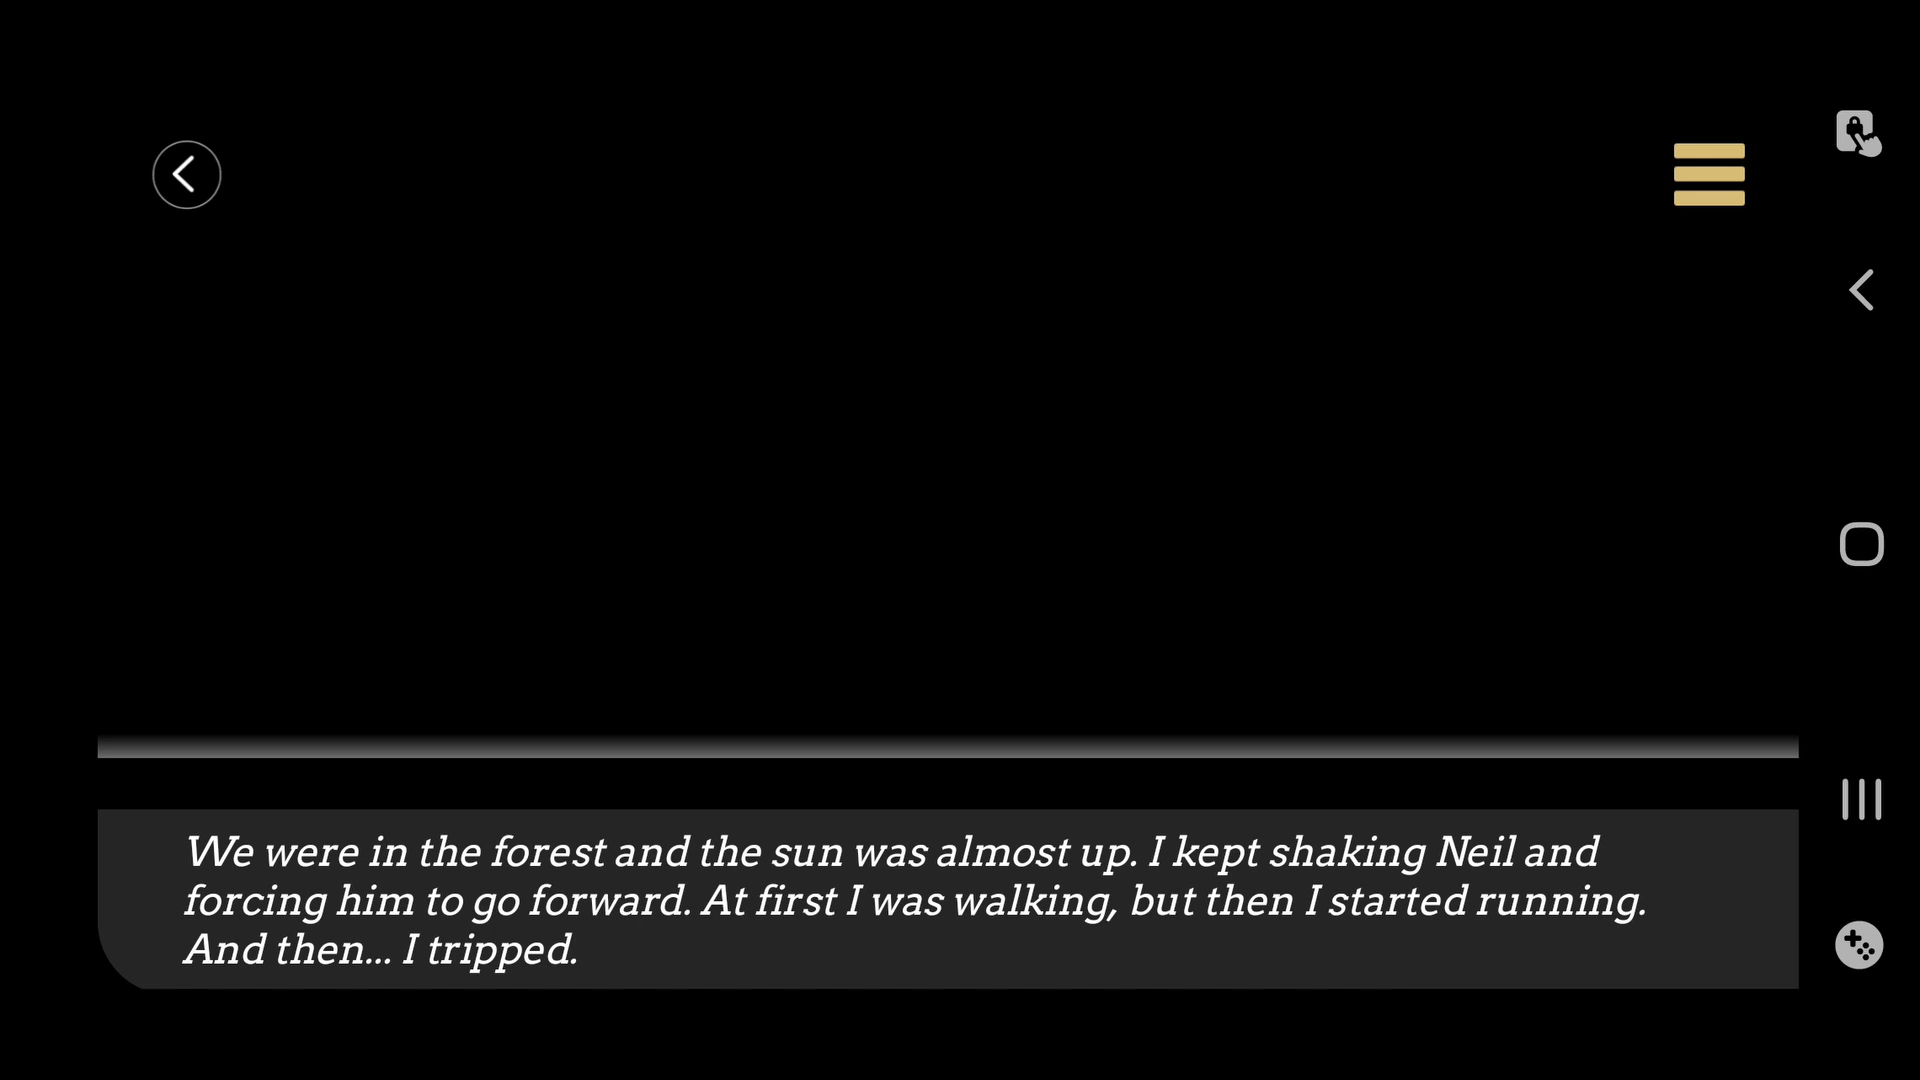 We were in the forest and the sun was almost up. I kept shaking Neil and
forcing him to go forward. At first I was walking, but then I started running.
And then... I tripped.